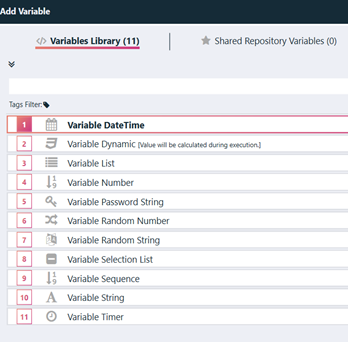 Add Variable
</> Variables Library (11)
Shared Repository Variables (0)
Tags Filter:
1 Variable DateTime
2 Variable Dynamic [Value will be calculated during execution.]
3 Variable List
4 Variable Number
5 Variable Password String
6 Variable Random Number
7 Variable Random String
8 Variable Selection List
9 Variable Sequence
10 Variable String
11 Variable Timer